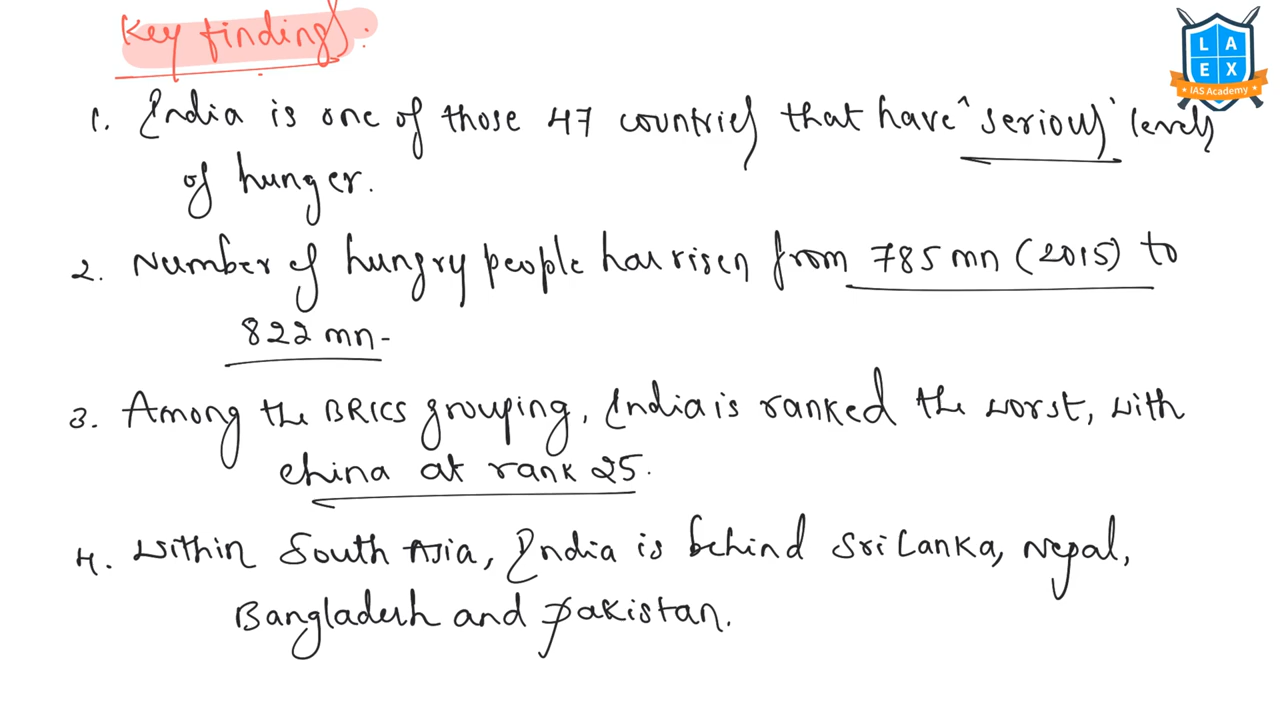 Key findings:
LA
EX
IAS Academy
1. India is one of those 47 countries that have 'serious' levels
of hunger.
2. Number of hungry people has risen from 785 mn (2015) to
822 mn.
3. Among the BRICS grouping, India is ranked the worst, with
china at rank 25.
4. Within South Asia, India is behind Sri Lanka, Nepal,
Bangladesh and Pakistan.